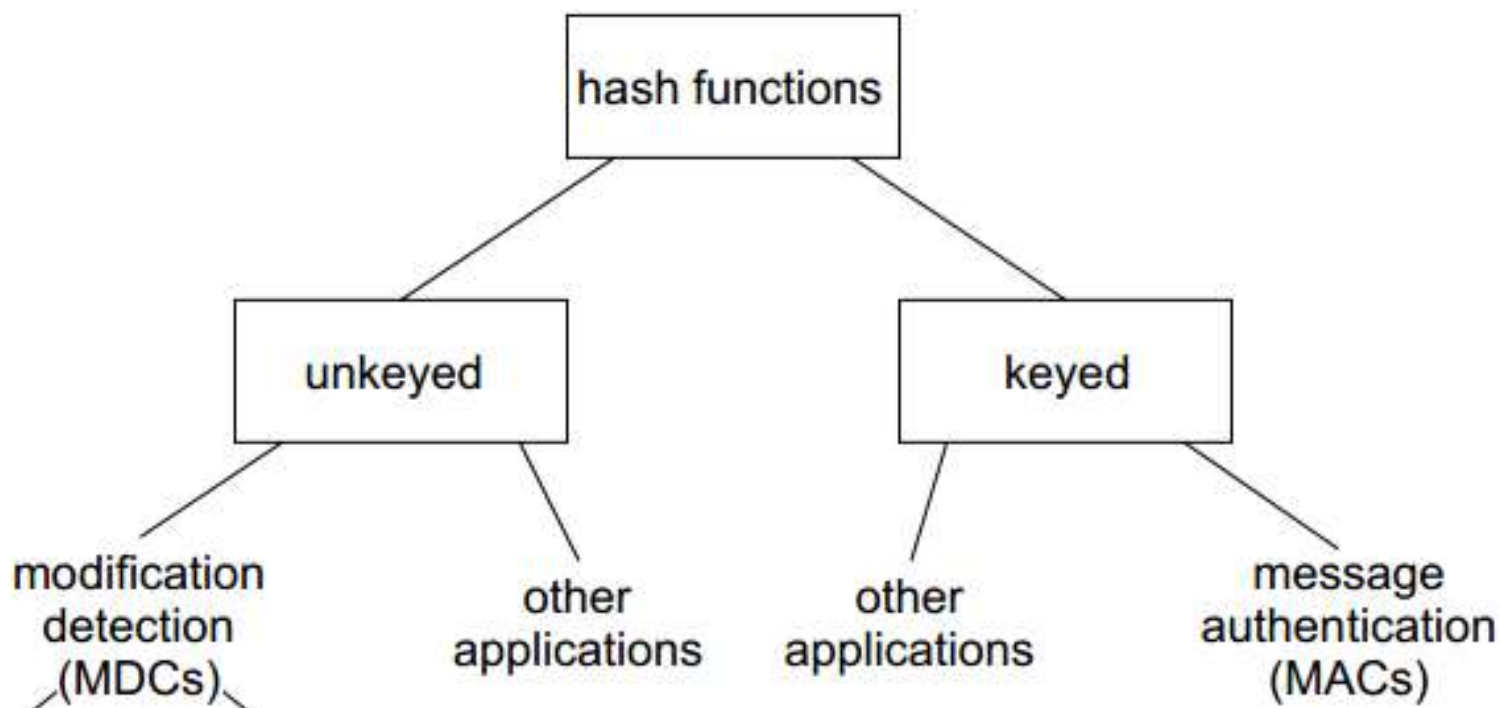 hash functions
unkeyed
keyed
modification
detection
(MDCs)
other
applications
other
applications
message
authentication
(MACs)